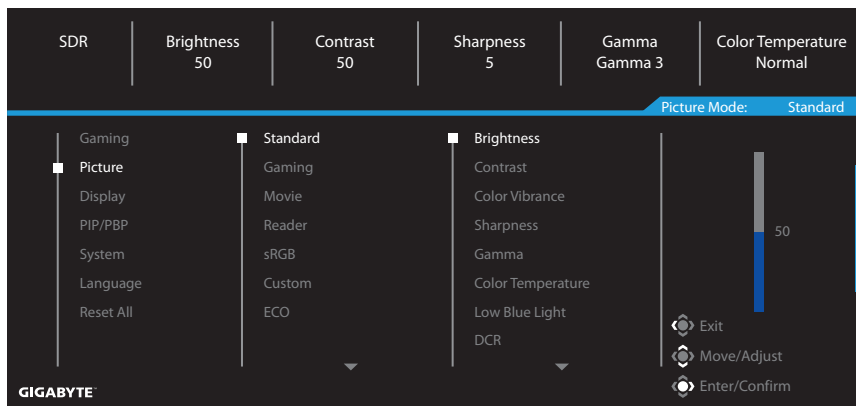 SDR
Brightness
50
Contrast
50
Sharpness
5
Gamma
Gamma 3
Color Temperature
Normal
Picture Mode: Standard
Gaming
Picture
Display
PIP/PBP
System
Language
Reset All
Standard
Gaming
Movie
Reader
sRGB
Custom
ECO
Brightness
Contrast
Color Vibrance
Sharpness
Gamma
Color Temperature
Low Blue Light
DCR
50
Exit
Move/Adjust
Enter/Confirm
GIGABYTE™